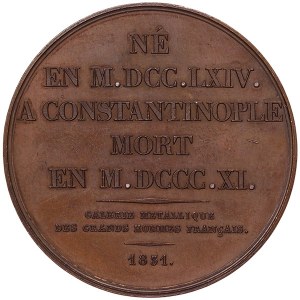 NÉ
EN M.DCC.LXIV.
A CONSTANTINOPLE
MORT
EN M.DCCC.XI.
GALERIE METALLIQUE
DES GRANDS HOMMES FRANÇAIS.
1831.